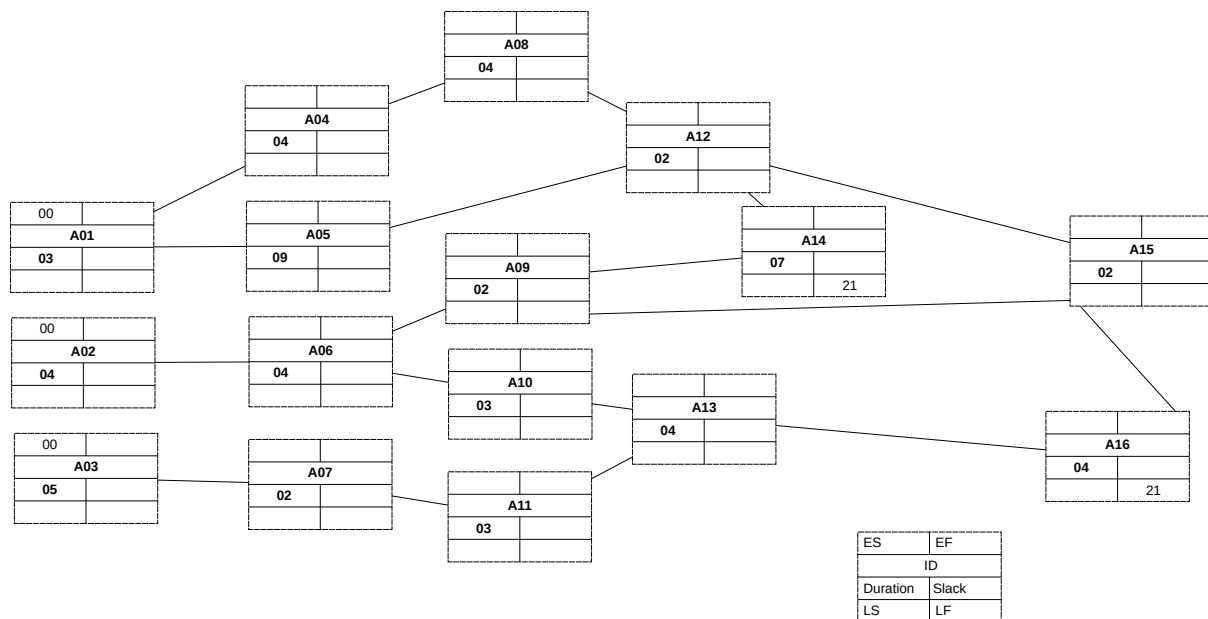 A08
04
A04
04
A12
02
00
A01
03
A05
09
A14
07
21
A15
02
A09
02
00
A02
04
A06
04
A10
03
A13
04
A16
04
21
00
A03
05
A07
02
A11
03
ES EF
ID
Duration Slack
LS LF